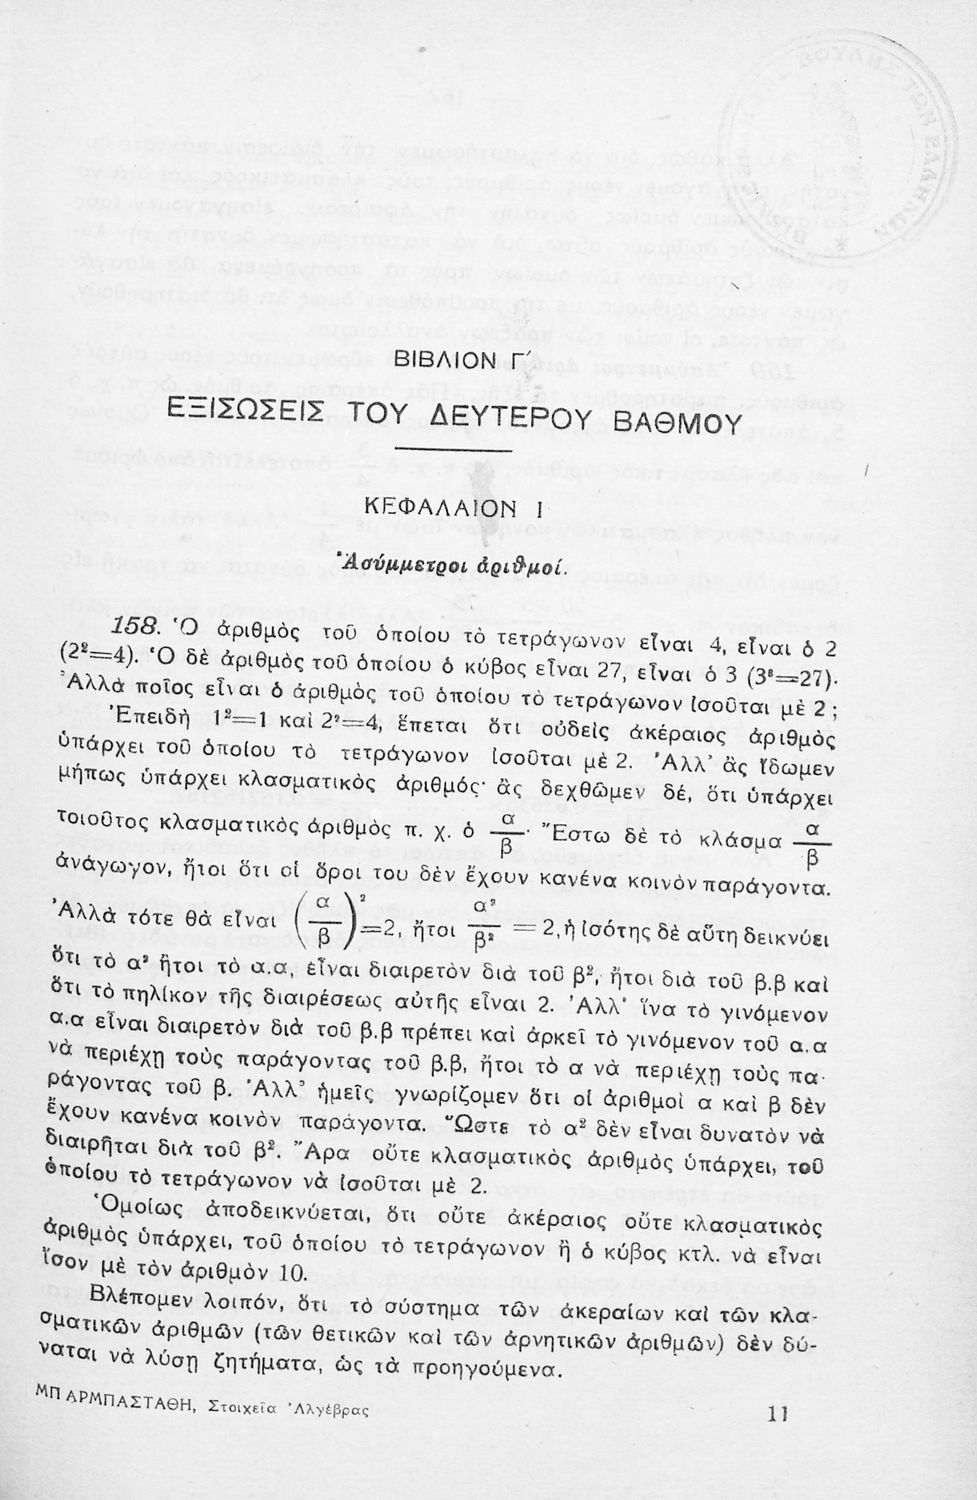 ΒΙΒΛΙΟΝ Γ΄
ΕΞΙΣΩΣΕΙΣ ΤΟΥ ΔΕΥΤΕΡΟΥ ΒΑΘΜΟΥ
ΚΕΦΑΛΑΙΟΝ Ι
Ἀσύμμετροι ἀριθμοί.
158. Ὁ ἀριθμὸς τοῦ ὁποίου τὸ τετράγωνον εἶναι 4, εἶναι ὁ 2
(2²=4). Ὁ δὲ ἀριθμὸς τοῦ ὁποίου ὁ κύβος εἶναι 27, εἶναι ὁ 3 (3³=27).
Ἀλλὰ ποῖος εἶναι ὁ ἀριθμὸς τοῦ ὁποίου τὸ τετράγωνον ἰσοῦται μὲ 2;
Ἐπειδὴ 1²=1 καὶ 2²=4, ἕπεται ὅτι οὐδεὶς ἀκέραιος ἀριθμὸς
ὑπάρχει τοῦ ὁποίου τὸ τετράγωνον ἰσοῦται μὲ 2. Ἀλλ' ἂς ἴδωμεν
μήπως ὑπάρχει κλασματικὸς ἀριθμός· ἂς δεχθῶμεν δέ, ὅτι ὑπάρχει
τοιοῦτος κλασματικὸς ἀριθμὸς π. χ. ὁ α/β. Ἔστω δὲ τὸ κλάσμα α/β
ἀνάγωγον, ἤτοι ὅτι οἱ ὅροι του δὲν ἔχουν κανένα κοινὸν παράγοντα.
Ἀλλὰ τότε θὰ εἶναι (α/β)²=2, ἤτοι α²/β² = 2, ἡ ἰσότης δὲ αὕτη δεικνύει
ὅτι τὸ α² ἤτοι τὸ α.α, εἶναι διαιρετὸν διὰ τοῦ β², ἤτοι διὰ τοῦ β.β καὶ
ὅτι τὸ πηλίκον τῆς διαιρέσεως αὐτῆς εἶναι 2. Ἀλλ' ἵνα τὸ γινόμενον
α.α εἶναι διαιρετὸν διὰ τοῦ β.β πρέπει καὶ ἀρκεῖ τὸ γινόμενον τοῦ α.α
νὰ περιέχῃ τοὺς παράγοντας τοῦ β.β, ἤτοι τὸ α νὰ περιέχῃ τοὺς πα-
ράγοντας τοῦ β. Ἀλλ' ἡμεῖς γνωρίζομεν ὅτι οἱ ἀριθμοὶ α καὶ β δὲν
ἔχουν κανένα κοινὸν παράγοντα. Ὥστε τὸ α² δὲν εἶναι δυνατὸν νὰ
διαιρῆται διὰ τοῦ β². Ἄρα οὔτε κλασματικὸς ἀριθμὸς ὑπάρχει, τοῦ
ὁποίου τὸ τετράγωνον νὰ ἰσοῦται μὲ 2.
Ὁμοίως ἀποδεικνύεται, ὅτι οὔτε ἀκέραιος οὔτε κλασματικὸς
ἀριθμὸς ὑπάρχει, τοῦ ὁποίου τὸ τετράγωνον ἢ ὁ κύβος κτλ. νὰ εἶναι
ἴσον μὲ τὸν ἀριθμὸν 10.
Βλέπομεν λοιπόν, ὅτι τὸ σύστημα τῶν ἀκεραίων καὶ τῶν κλα-
σματικῶν ἀριθμῶν (τῶν θετικῶν καὶ τῶν ἀρνητικῶν ἀριθμῶν) δὲν δύ-
ναται νὰ λύσῃ ζητήματα, ὡς τὰ προηγούμενα.
ΜΠΑΡΜΠΑΣΤΑΘΗ, Στοιχεῖα Ἀλγέβρας
11